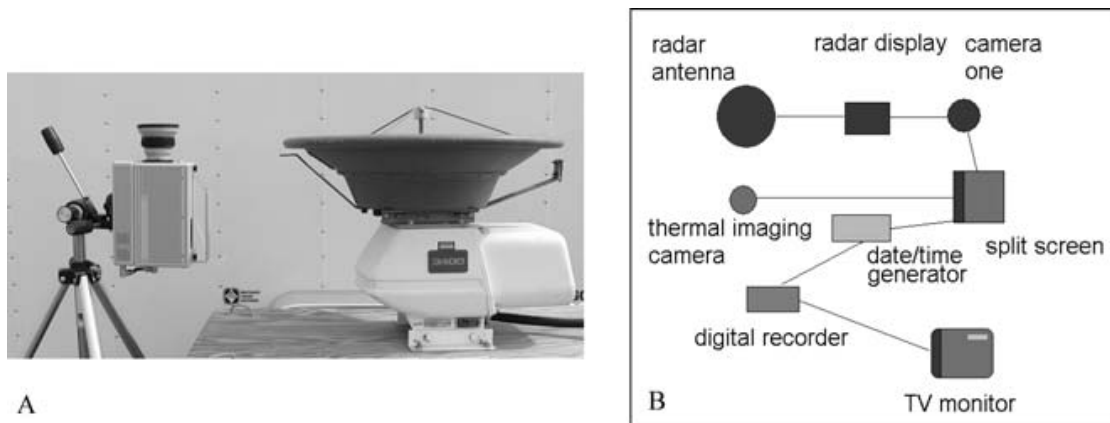 3400
A
radar
antenna
radar display
camera
one
thermal imaging
camera
date/time
generator
split screen
digital recorder
TV monitor
B